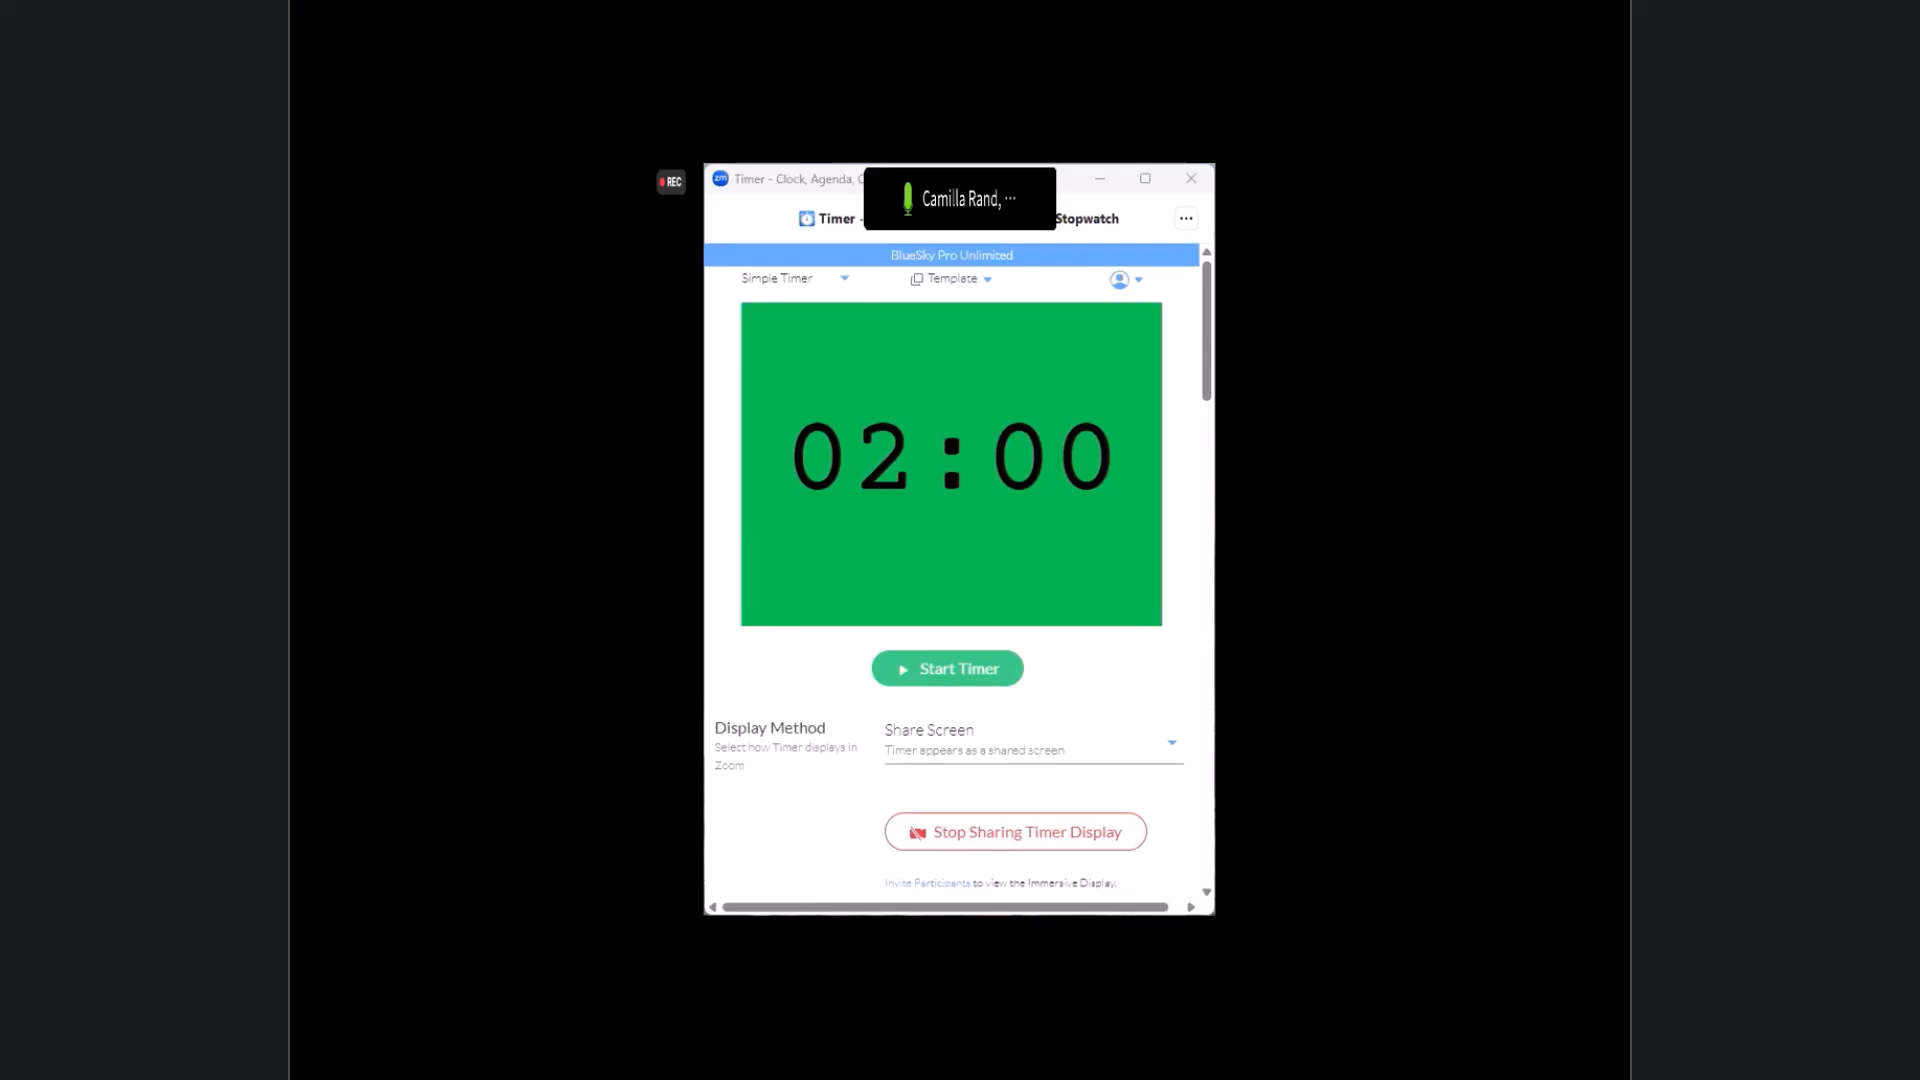 REC
Timer - Clock, Agenda,
Camilla Rand, ...
Timer - Stopwatch
...
BlueSky Pro Unlimited
Simple Timer
Template
02:00
Start Timer
Display Method
Select how Timer displays in
Zoom
Share Screen
Timer appears as a shared screen
Stop Sharing Timer Display
Invite Participants to view the Immersive Display.